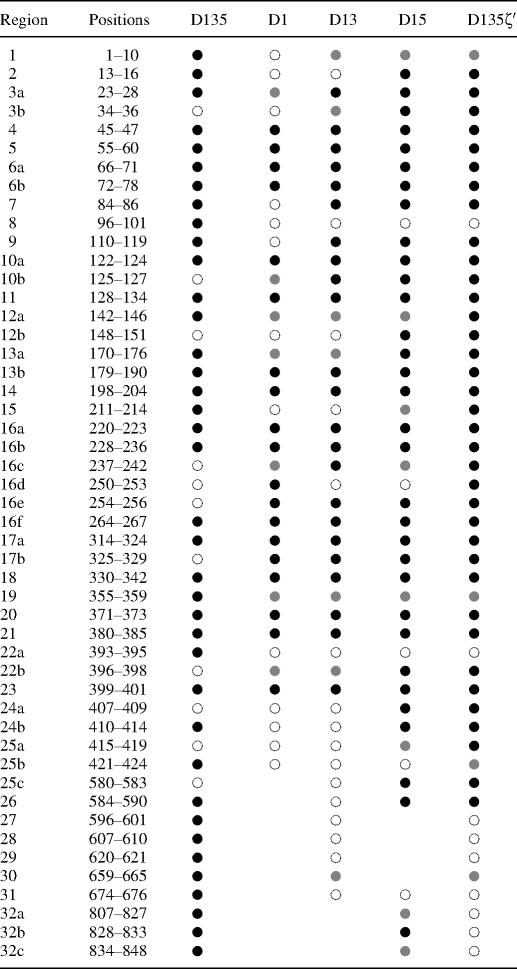 Region Positions D135 D1 D13 D15 D135ζ′
1 1–10 ● ○ ● ● ●
2 13–16 ● ○ ○ ● ●
3a 23–28 ● ● ● ● ●
3b 34–36 ○ ○ ● ● ●
4 45–47 ● ● ● ● ●
5 55–60 ● ● ● ● ●
6a 66–71 ● ● ● ● ●
6b 72–78 ● ● ● ● ●
7 84–86 ● ○ ● ● ●
8 96–101 ● ○ ○ ○ ○
9 110–119 ● ○ ● ● ●
10a 122–124 ● ● ● ● ●
10b 125–127 ○ ● ● ● ●
11 128–134 ● ● ● ● ●
12a 142–146 ● ● ● ● ●
12b 148–151 ○ ○ ○ ● ●
13a 170–176 ● ● ● ● ●
13b 179–190 ● ● ● ● ●
14 198–204 ● ● ● ● ●
15 211–214 ● ○ ○ ● ●
16a 220–223 ● ● ● ● ●
16b 228–236 ● ● ● ● ●
16c 237–242 ○ ● ● ● ●
16d 250–253 ○ ● ○ ○ ●
16e 254–256 ○ ● ● ● ●
16f 264–267 ● ● ● ● ●
17a 314–324 ● ● ● ● ●
17b 325–329 ○ ● ● ● ●
18 330–342 ● ● ● ● ●
19 355–359 ● ● ● ● ●
20 371–373 ● ● ● ● ●
21 380–385 ● ● ● ● ●
22a 393–395 ● ○ ○ ○ ○
22b 396–398 ○ ● ● ● ●
23 399–401 ● ● ● ● ●
24a 407–409 ○ ○ ○ ● ●
24b 410–414 ● ○ ○ ● ●
25a 415–419 ○ ○ ○ ● ●
25b 421–424 ● ○ ○ ○ ●
25c 580–583 ○ ○ ● ●
26 584–590 ● ○ ● ●
27 596–601 ● ○ ○
28 607–610 ● ○ ○
29 620–621 ● ○ ○
30 659–665 ● ● ●
31 674–676 ● ○ ○ ○
32a 807–827 ● ● ○
32b 828–833 ● ● ○
32c 834–848 ● ● ○